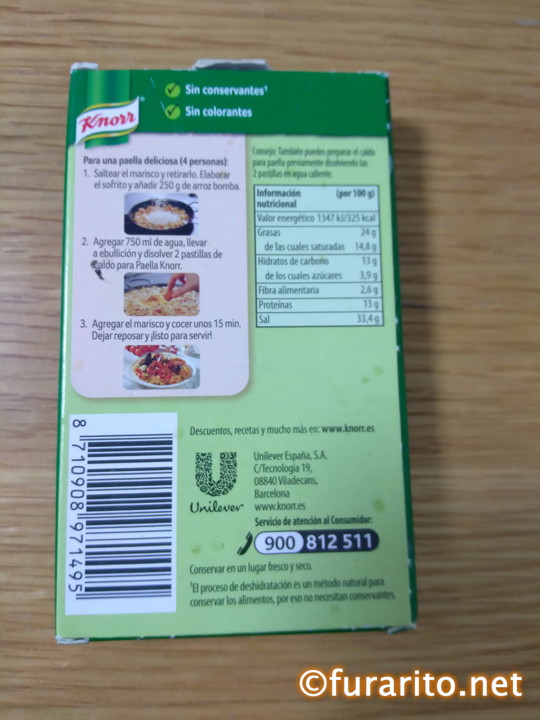 Sin conservantes¹
Sin colorantes
Knorr®
Para una paella deliciosa (4 personas):
1. Saltear el marisco y retirarlo. Elaborar
el sofrito y añadir 250 g de arroz bomba.
2. Agregar 750 ml de agua, llevar
a ebullición y disolver 2 pastillas de
Caldo para Paella Knorr.
3. Agregar el marisco y cocer unos 15 min.
Dejar reposar y ¡listo para servir!
Consejo: También puedes preparar el caldo
para paella previamente disolviendo las
2 pastillas en agua caliente.
Información (por 100 g)
nutricional
Valor energético 1347 kJ/325 kcal
Grasas 24 g
de las cuales saturadas 14,8 g
Hidratos de carbono 13 g
de los cuales azúcares 3,9 g
Fibra alimentaria 2,6 g
Proteínas 13 g
Sal 33,4 g
8 710908 971495
Descuentos, recetas y mucho más en: www.knorr.es
Unilever
Unilever España, S.A.
C/Tecnología 19,
08840 Viladecans,
Barcelona
www.knorr.es
Servicio de atención al Consumidor:
900 812 511
Conservar en un lugar fresco y seco.
¹El proceso de deshidratación es un método natural para
conservar los alimentos, por eso no necesitan conservantes.
©furarito.net